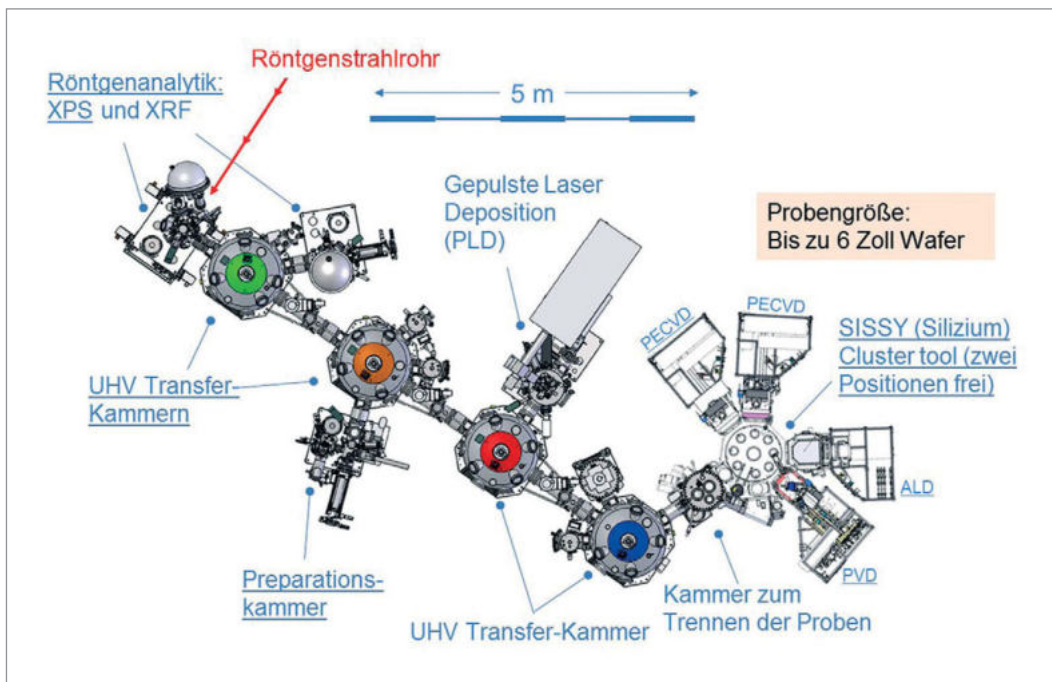 Röntgenstrahlrohr
Röntgenanalytik:
XPS und XRF
5 m
Gepulste Laser
Deposition
(PLD)
Probengröße:
Bis zu 6 Zoll Wafer
PECVD
PECVD
SISSY (Silizium)
Cluster tool (zwei
Positionen frei)
UHV Transfer-
Kammern
ALD
PVD
Preparations-
kammer
UHV Transfer-Kammer
Kammer zum
Trennen der Proben